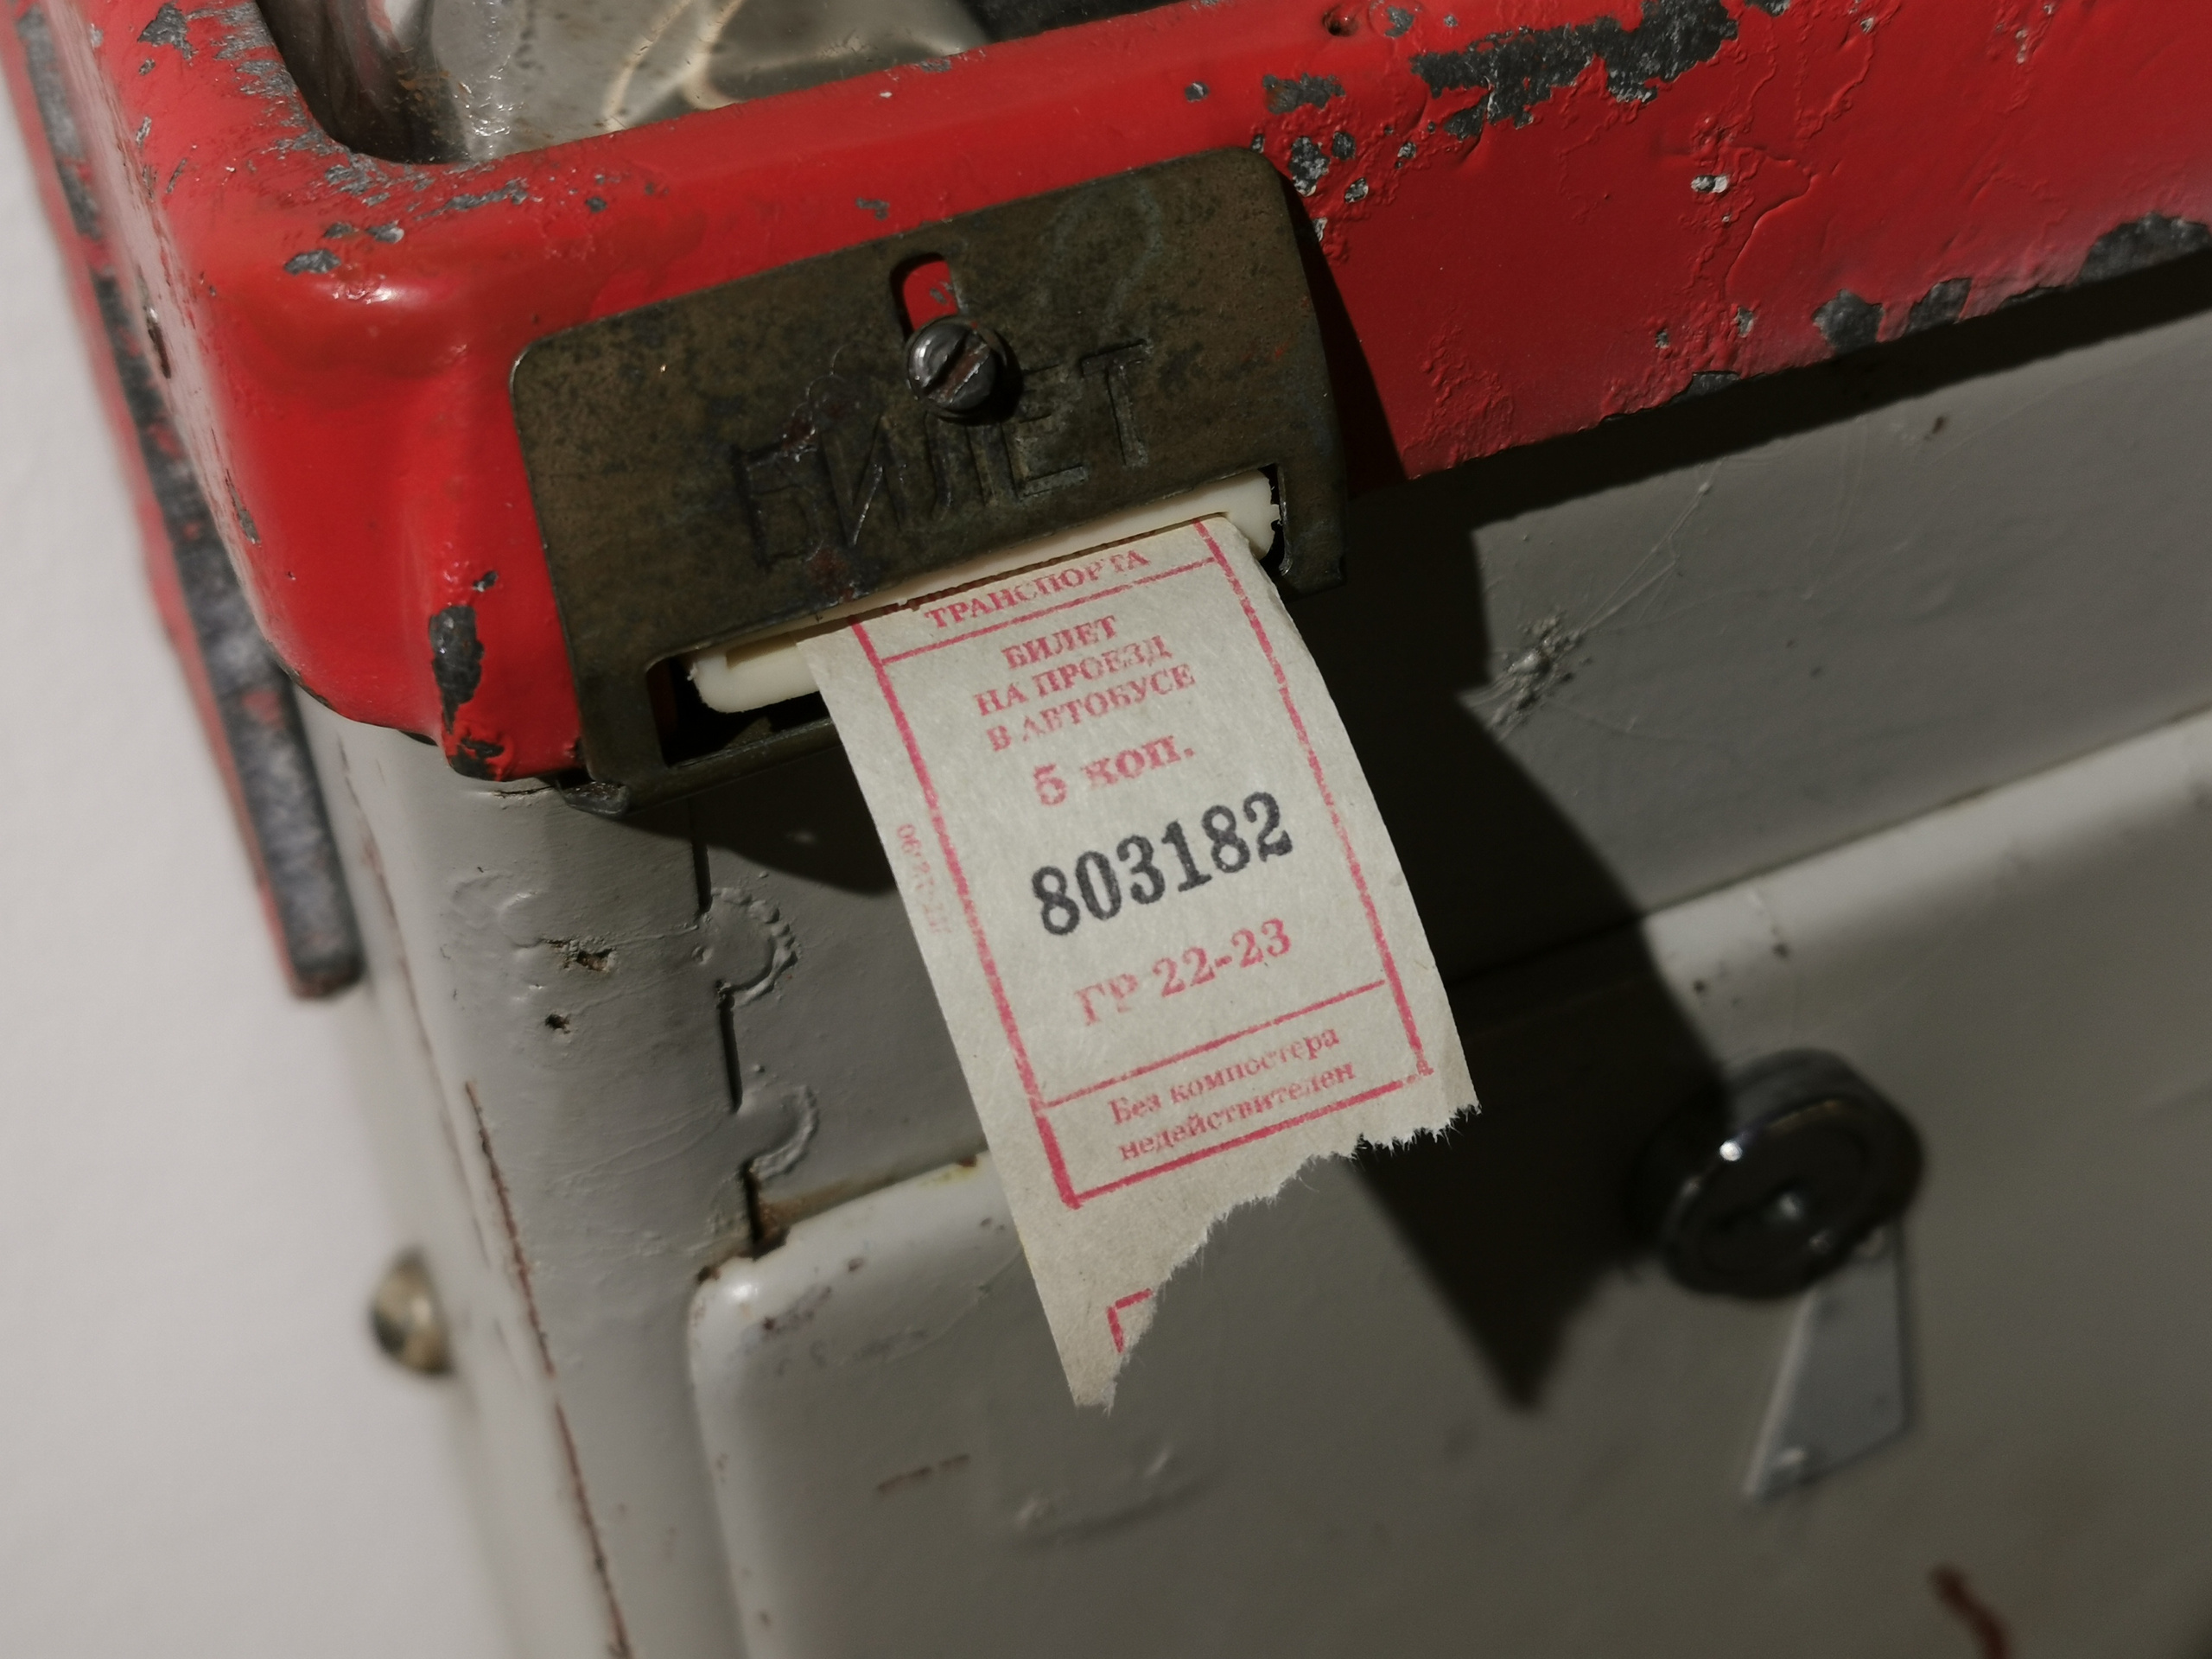 БИЛЕТ
ТРАНСПОРТА
БИЛЕТ
НА ПРОЕЗД
В АВТОБУСЕ
5 коп.
803182
ГР 22-23
Без компостера
недействителен